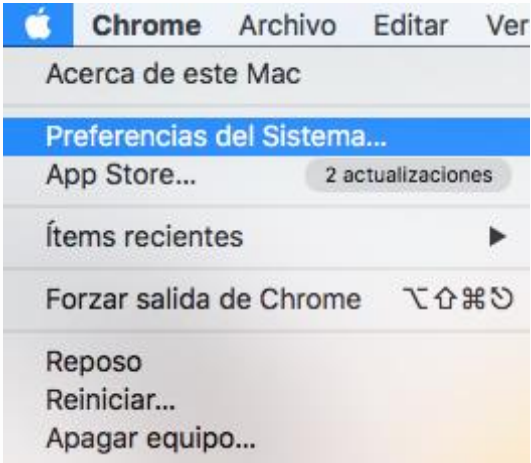 Chrome Archivo Editar Ver
Acerca de este Mac
Preferencias del Sistema...
App Store... 2 actualizaciones
Ítems recientes
Forzar salida de Chrome ⌥⇧⌘⎋
Reposo
Reiniciar...
Apagar equipo...